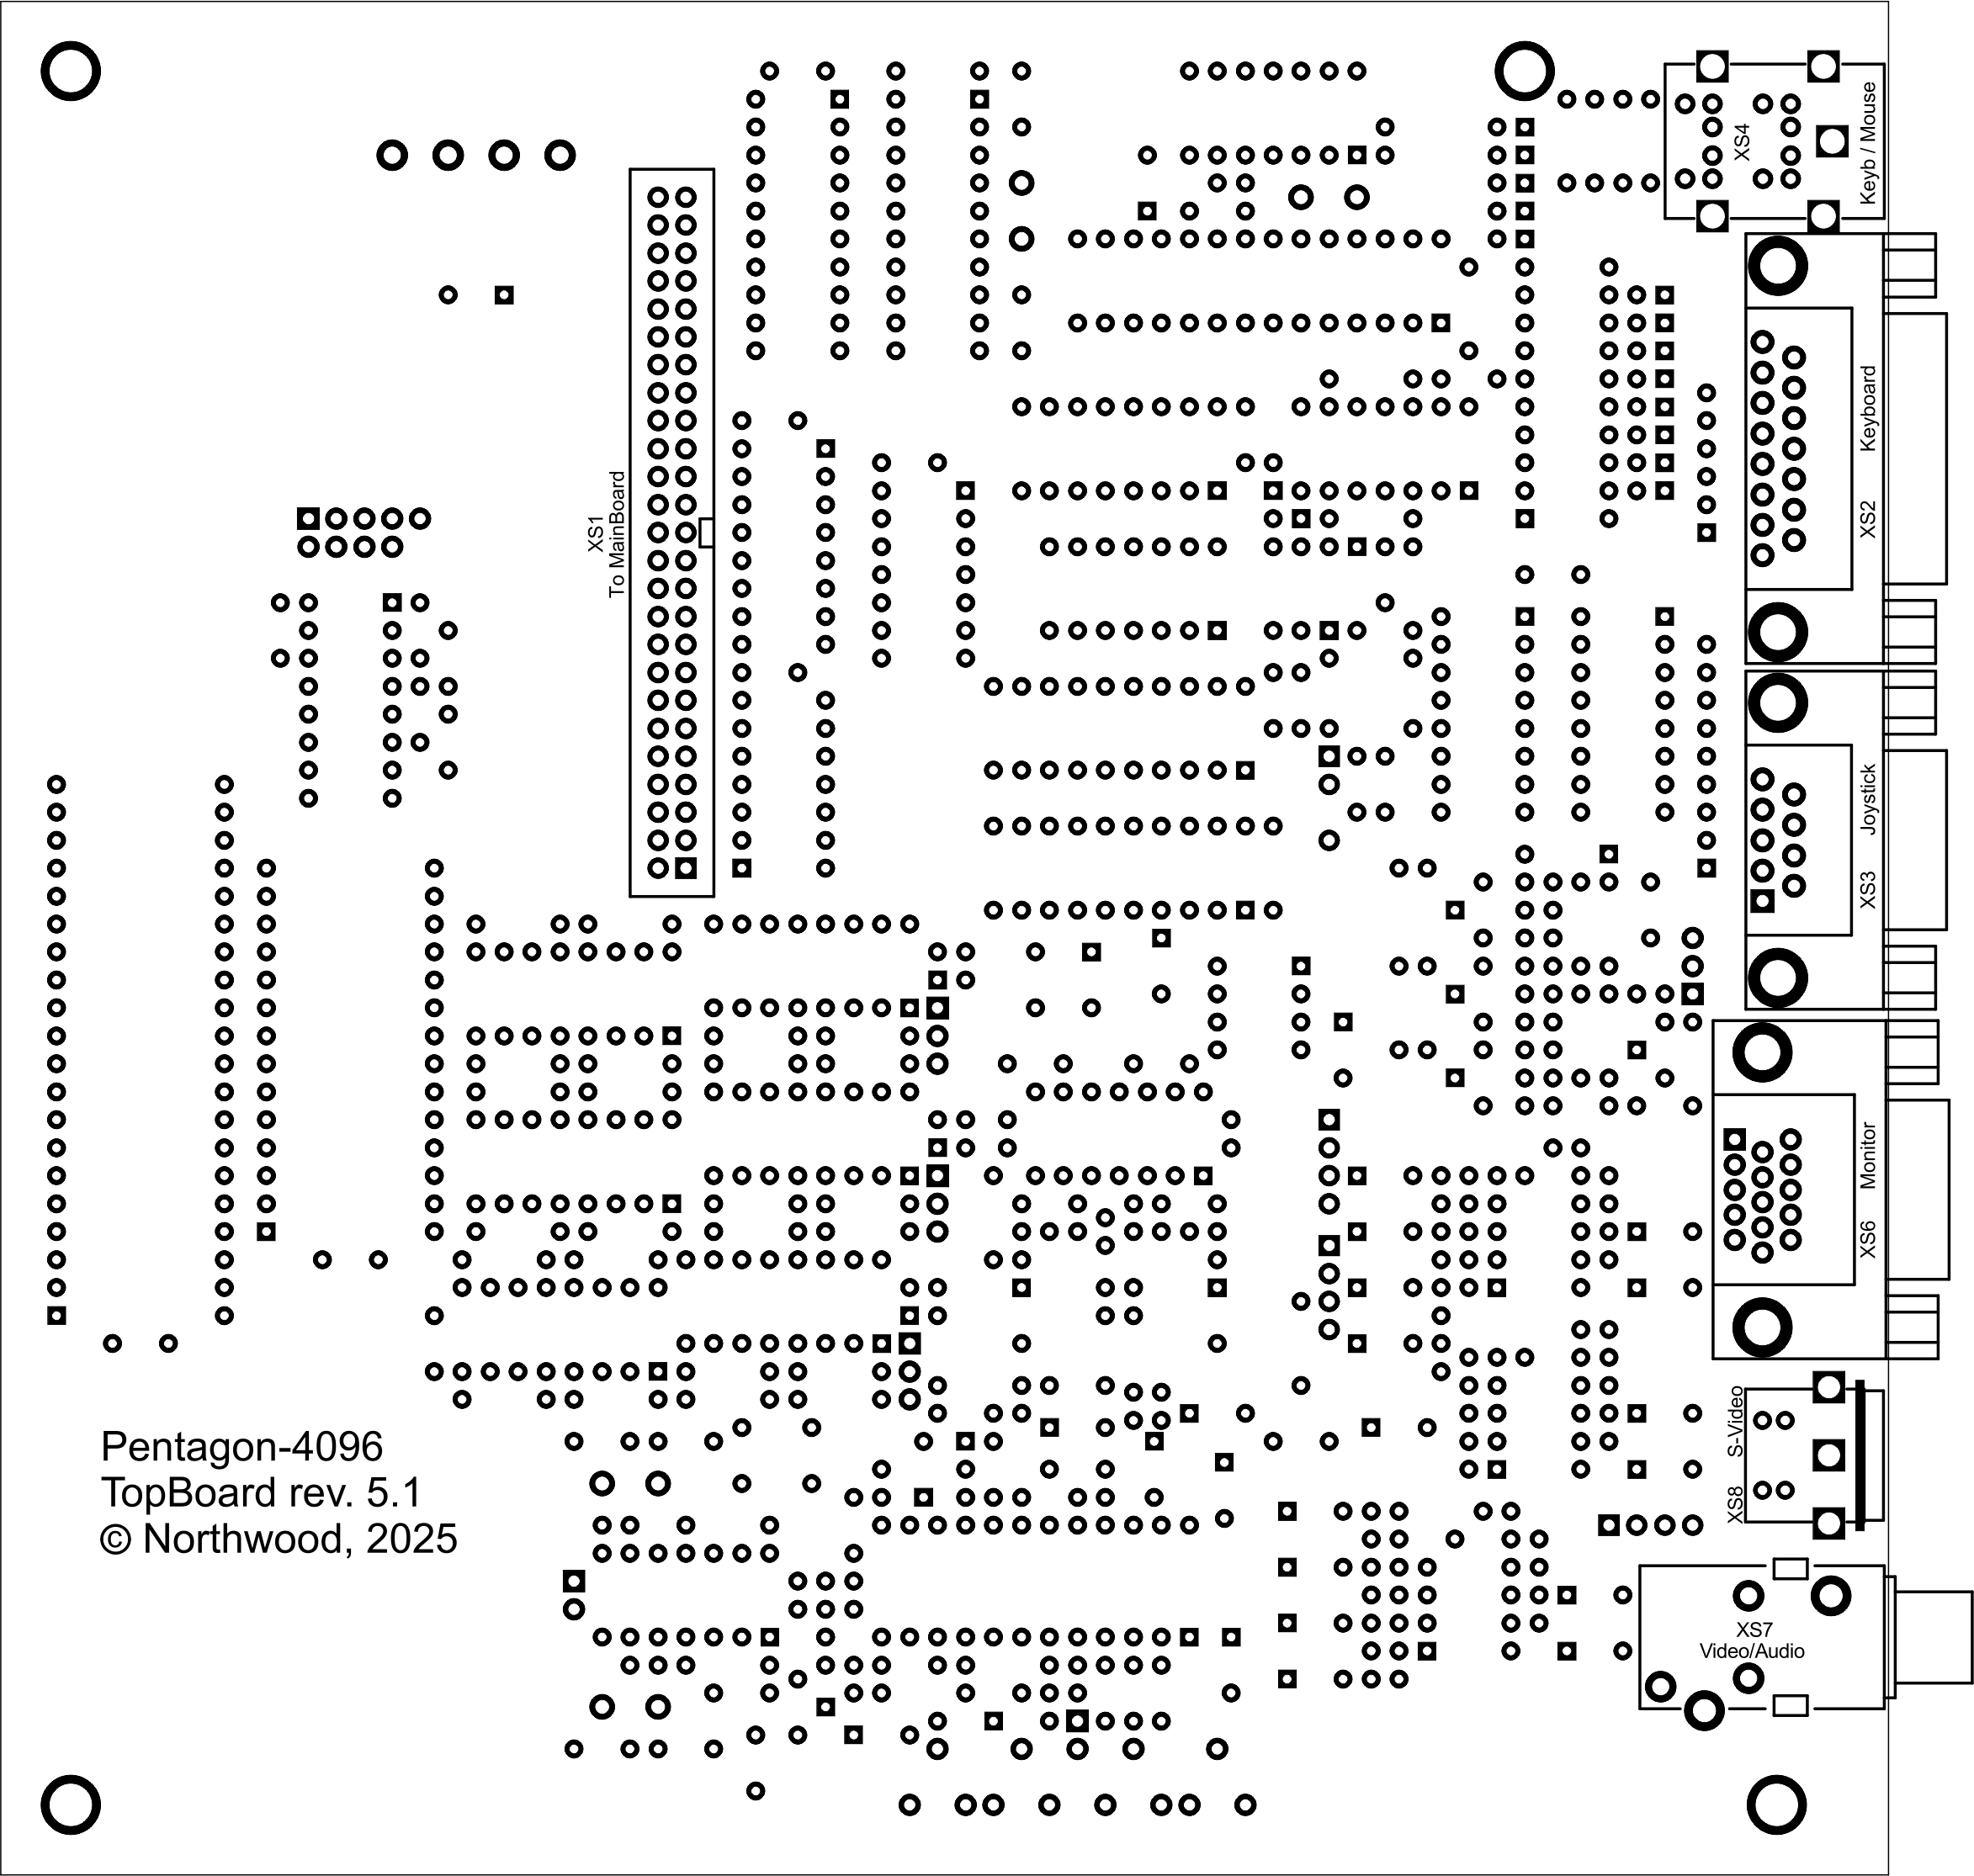 XS4
Keyb / Mouse
XS1
To MainBoard
XS2 Keyboard
XS3 Joystick
XS6 Monitor
XS8 S-Video
XS7
Video/Audio
Pentagon-4096
TopBoard rev. 5.1
© Northwood, 2025